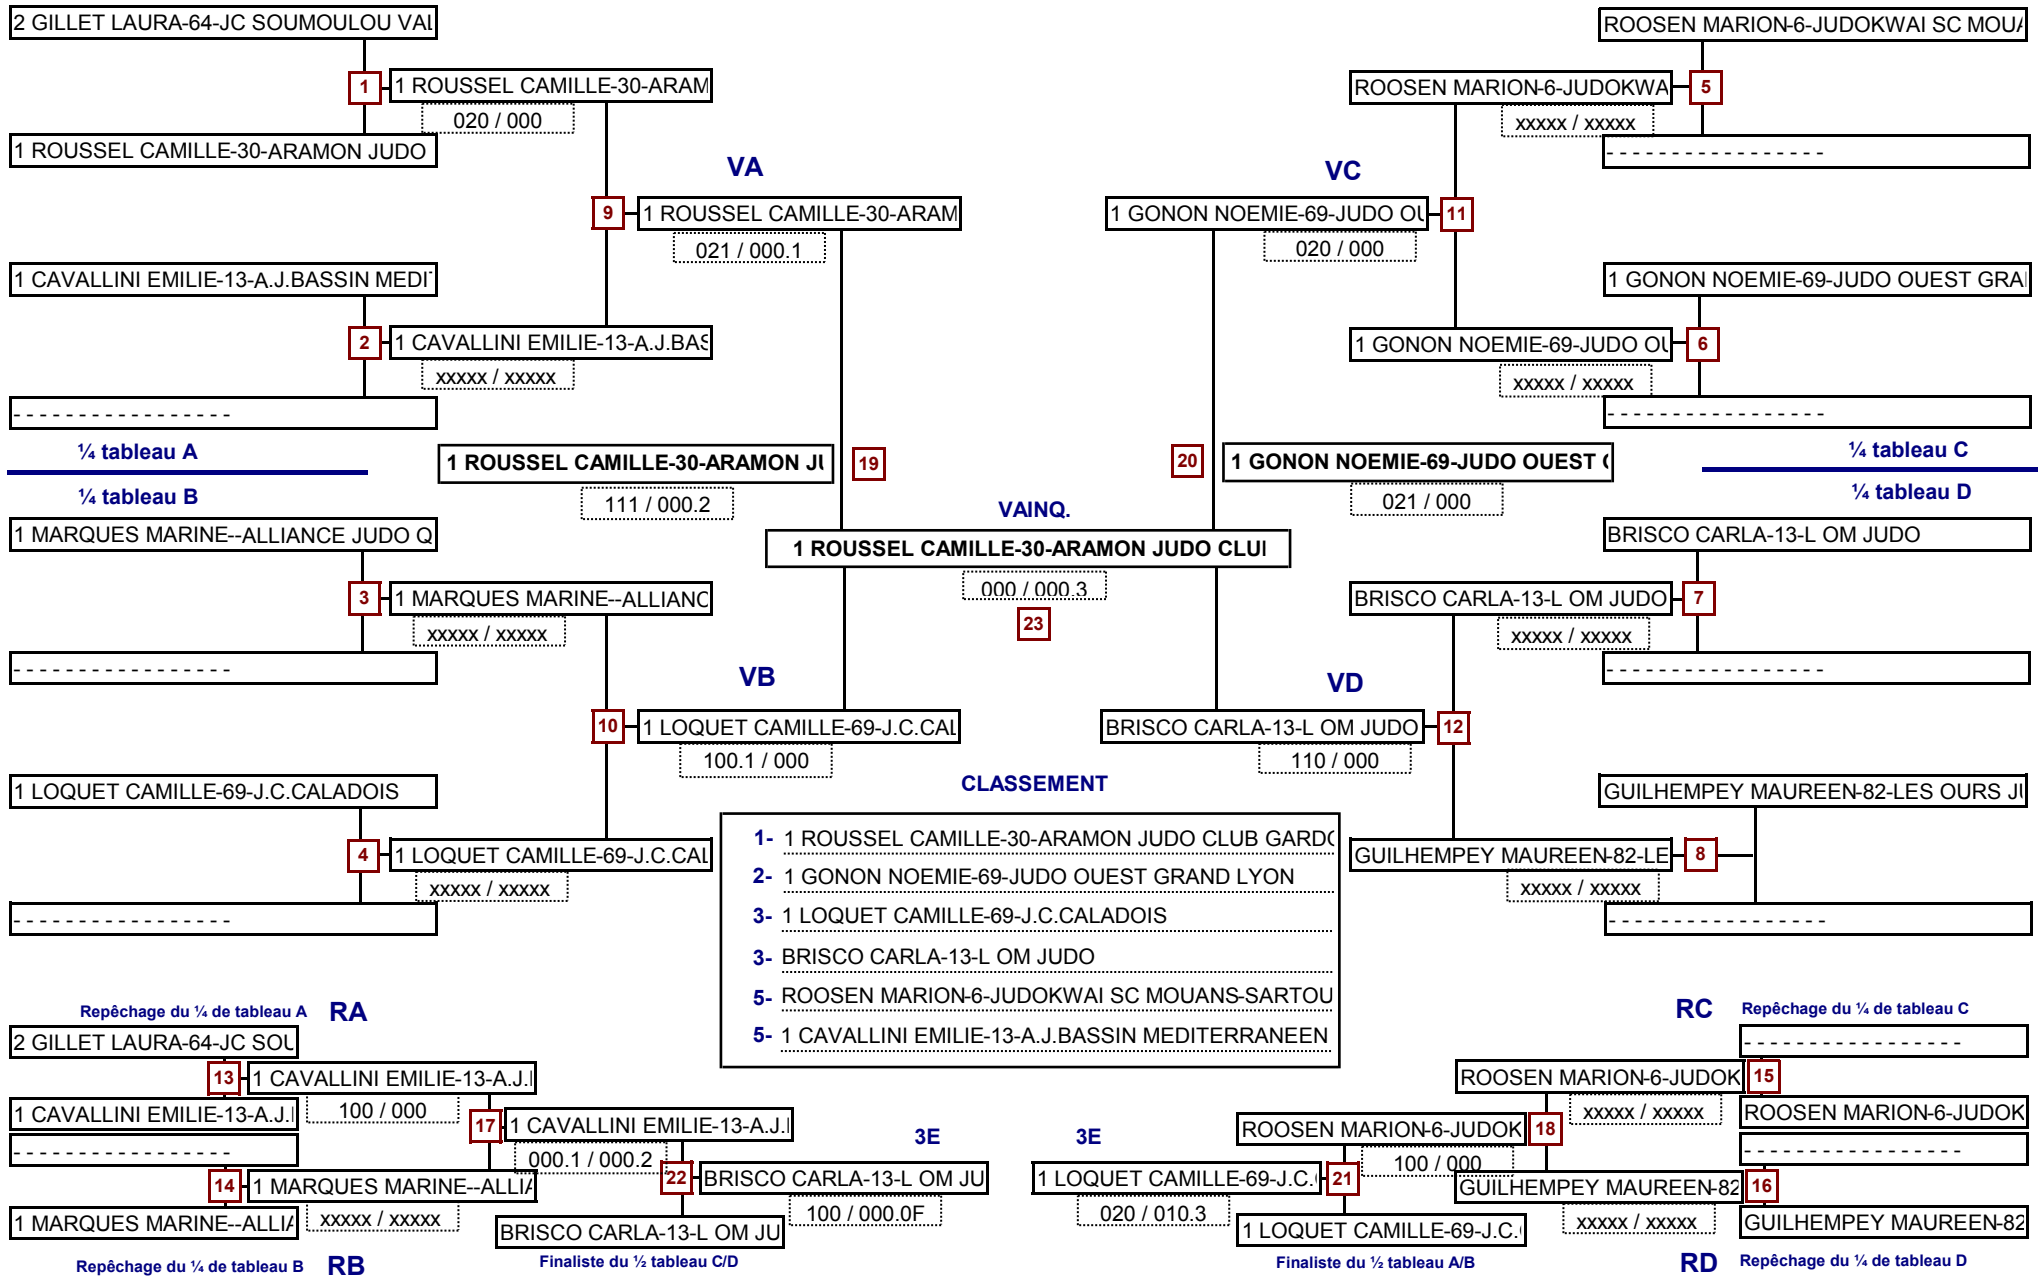 2 GILLET LAURA-64-JC SOUMOULOU VAL
1
1 ROUSSEL CAMILLE-30-ARAM
020 / 000
1 ROUSSEL CAMILLE-30-ARAMON JUDO
VA
9
1 ROUSSEL CAMILLE-30-ARAM
021 / 000.1
1 CAVALLINI EMILIE-13-A.J.BASSIN MEDI
2
1 CAVALLINI EMILIE-13-A.J.BAS
xxxxx / xxxxx
- - - - - - - - - - - - - - - - -
¼ tableau A
1 ROUSSEL CAMILLE-30-ARAMON JU
19
111 / 000.2
¼ tableau B
1 MARQUES MARINE--ALLIANCE JUDO Q
3
1 MARQUES MARINE--ALLIANC
xxxxx / xxxxx
- - - - - - - - - - - - - - - - -
VB
10
1 LOQUET CAMILLE-69-J.C.CAL
100.1 / 000
1 LOQUET CAMILLE-69-J.C.CALADOIS
4
1 LOQUET CAMILLE-69-J.C.CAL
xxxxx / xxxxx
- - - - - - - - - - - - - - - - -
ROOSEN MARION-6-JUDOKWAI SC MOUA
ROOSEN MARION-6-JUDOKWA
5
xxxxx / xxxxx
- - - - - - - - - - - - - - - - -
VC
1 GONON NOEMIE-69-JUDO OU
11
020 / 000
1 GONON NOEMIE-69-JUDO OUEST GRA
1 GONON NOEMIE-69-JUDO OU
6
xxxxx / xxxxx
- - - - - - - - - - - - - - - - -
20
1 GONON NOEMIE-69-JUDO OUEST
¼ tableau C
021 / 000
¼ tableau D
VAINQ.
1 ROUSSEL CAMILLE-30-ARAMON JUDO CLU
000 / 000.3
23
BRISCO CARLA-13-L OM JUDO
BRISCO CARLA-13-L OM JUDO
7
xxxxx / xxxxx
- - - - - - - - - - - - - - - - -
VD
BRISCO CARLA-13-L OM JUDO
12
110 / 000
GUILHEMPEY MAUREEN-82-LES OURS JU
GUILHEMPEY MAUREEN-82-LE
8
xxxxx / xxxxx
- - - - - - - - - - - - - - - - -
CLASSEMENT
1- 1 ROUSSEL CAMILLE-30-ARAMON JUDO CLUB GARDO
2- 1 GONON NOEMIE-69-JUDO OUEST GRAND LYON
3- 1 LOQUET CAMILLE-69-J.C.CALADOIS
3- BRISCO CARLA-13-L OM JUDO
5- ROOSEN MARION-6-JUDOKWAI SC MOUANS-SARTOU
5- 1 CAVALLINI EMILIE-13-A.J.BASSIN MEDITERRANEEN
Repêchage du ¼ de tableau A RA
2 GILLET LAURA-64-JC SOU
13
1 CAVALLINI EMILIE-13-A.J.
1 CAVALLINI EMILIE-13-A.J.
100 / 000
- - - - - - - - - - - - - - - - -
17
1 CAVALLINI EMILIE-13-A.J.
000.1 / 000.2
14
1 MARQUES MARINE--ALLIA
1 MARQUES MARINE--ALLIA
xxxxx / xxxxx
Repêchage du ¼ de tableau B RB
3E
22
BRISCO CARLA-13-L OM JU
100 / 000.0F
BRISCO CARLA-13-L OM JU
Finaliste du ½ tableau C/D
3E
1 LOQUET CAMILLE-69-J.C.
21
020 / 010.3
1 LOQUET CAMILLE-69-J.C.
Finaliste du ½ tableau A/B
RC Repêchage du ¼ de tableau C
- - - - - - - - - - - - - - - - -
ROOSEN MARION-6-JUDOK
15
xxxxx / xxxxx
ROOSEN MARION-6-JUDOK
ROOSEN MARION-6-JUDOK
18
100 / 000
- - - - - - - - - - - - - - - - -
GUILHEMPEY MAUREEN-82
16
xxxxx / xxxxx
GUILHEMPEY MAUREEN-82
RD Repêchage du ¼ de tableau D